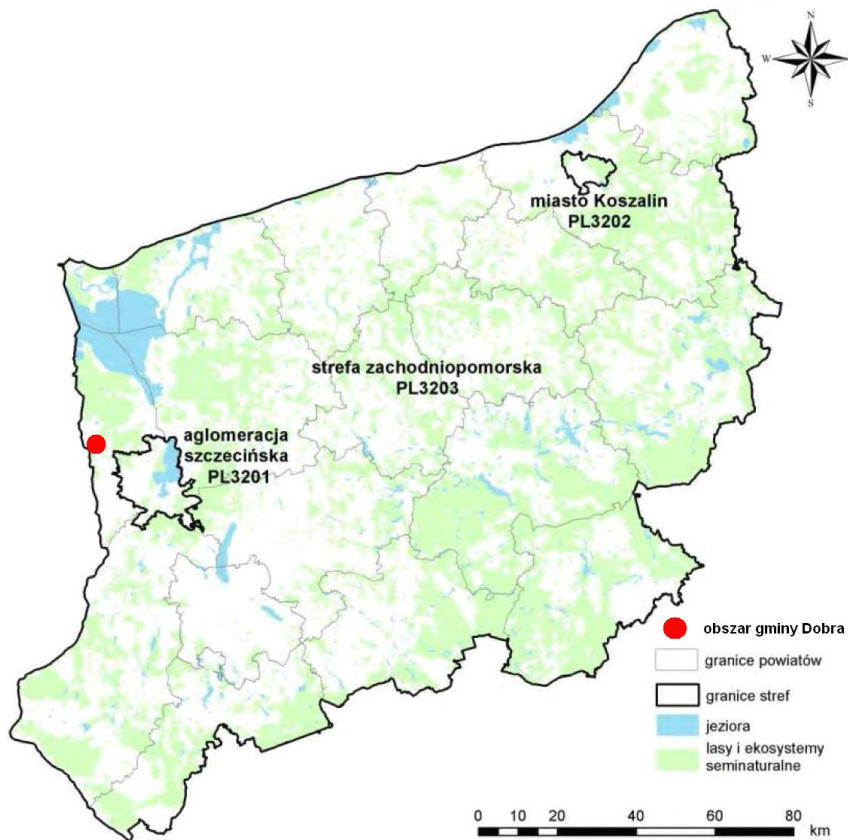 N
W
S
miasto Koszalin
PL3202
strefa zachodniopomorska
PL3203
aglomeracja
szczecińska
PL3201
obszar gminy Dobra
granice powiatów
granice stref
jeziora
lasy i ekosystemy
seminaturalne
0 10 20 40 60 80
km